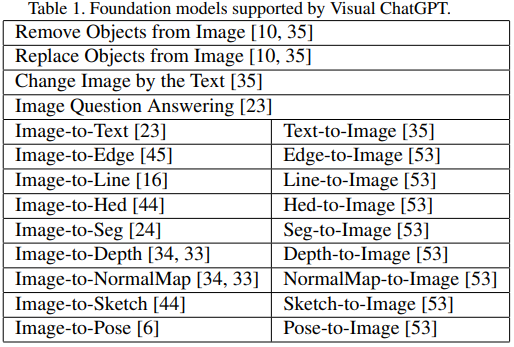 Table 1. Foundation models supported by Visual ChatGPT.
Remove Objects from Image [10, 35]
Replace Objects from Image [10, 35]
Change Image by the Text [35]
Image Question Answering [23]
Image-to-Text [23] Text-to-Image [35]
Image-to-Edge [45] Edge-to-Image [53]
Image-to-Line [16] Line-to-Image [53]
Image-to-Hed [44] Hed-to-Image [53]
Image-to-Seg [24] Seg-to-Image [53]
Image-to-Depth [34, 33] Depth-to-Image [53]
Image-to-NormalMap [34, 33] NormalMap-to-Image [53]
Image-to-Sketch [44] Sketch-to-Image [53]
Image-to-Pose [6] Pose-to-Image [53]